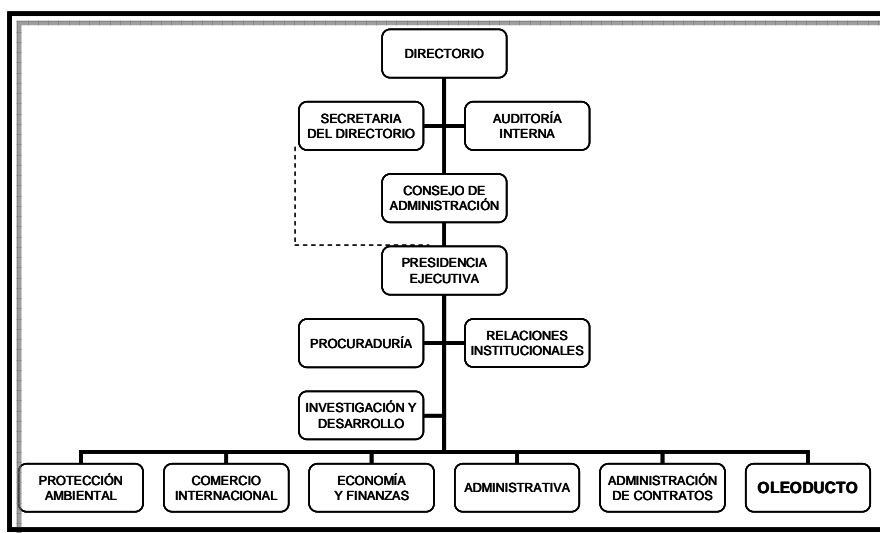 DIRECTORIO
SECRETARIA
DEL DIRECTORIO
AUDITORÍA
INTERNA
CONSEJO DE
ADMINISTRACIÓN
PRESIDENCIA
EJECUTIVA
PROCURADURÍA
RELACIONES
INSTITUCIONALES
INVESTIGACIÓN Y
DESARROLLO
PROTECCIÓN
AMBIENTAL
COMERCIO
INTERNACIONAL
ECONOMÍA
Y FINANZAS
ADMINISTRATIVA
ADMINISTRACIÓN
DE CONTRATOS
OLEODUCTO